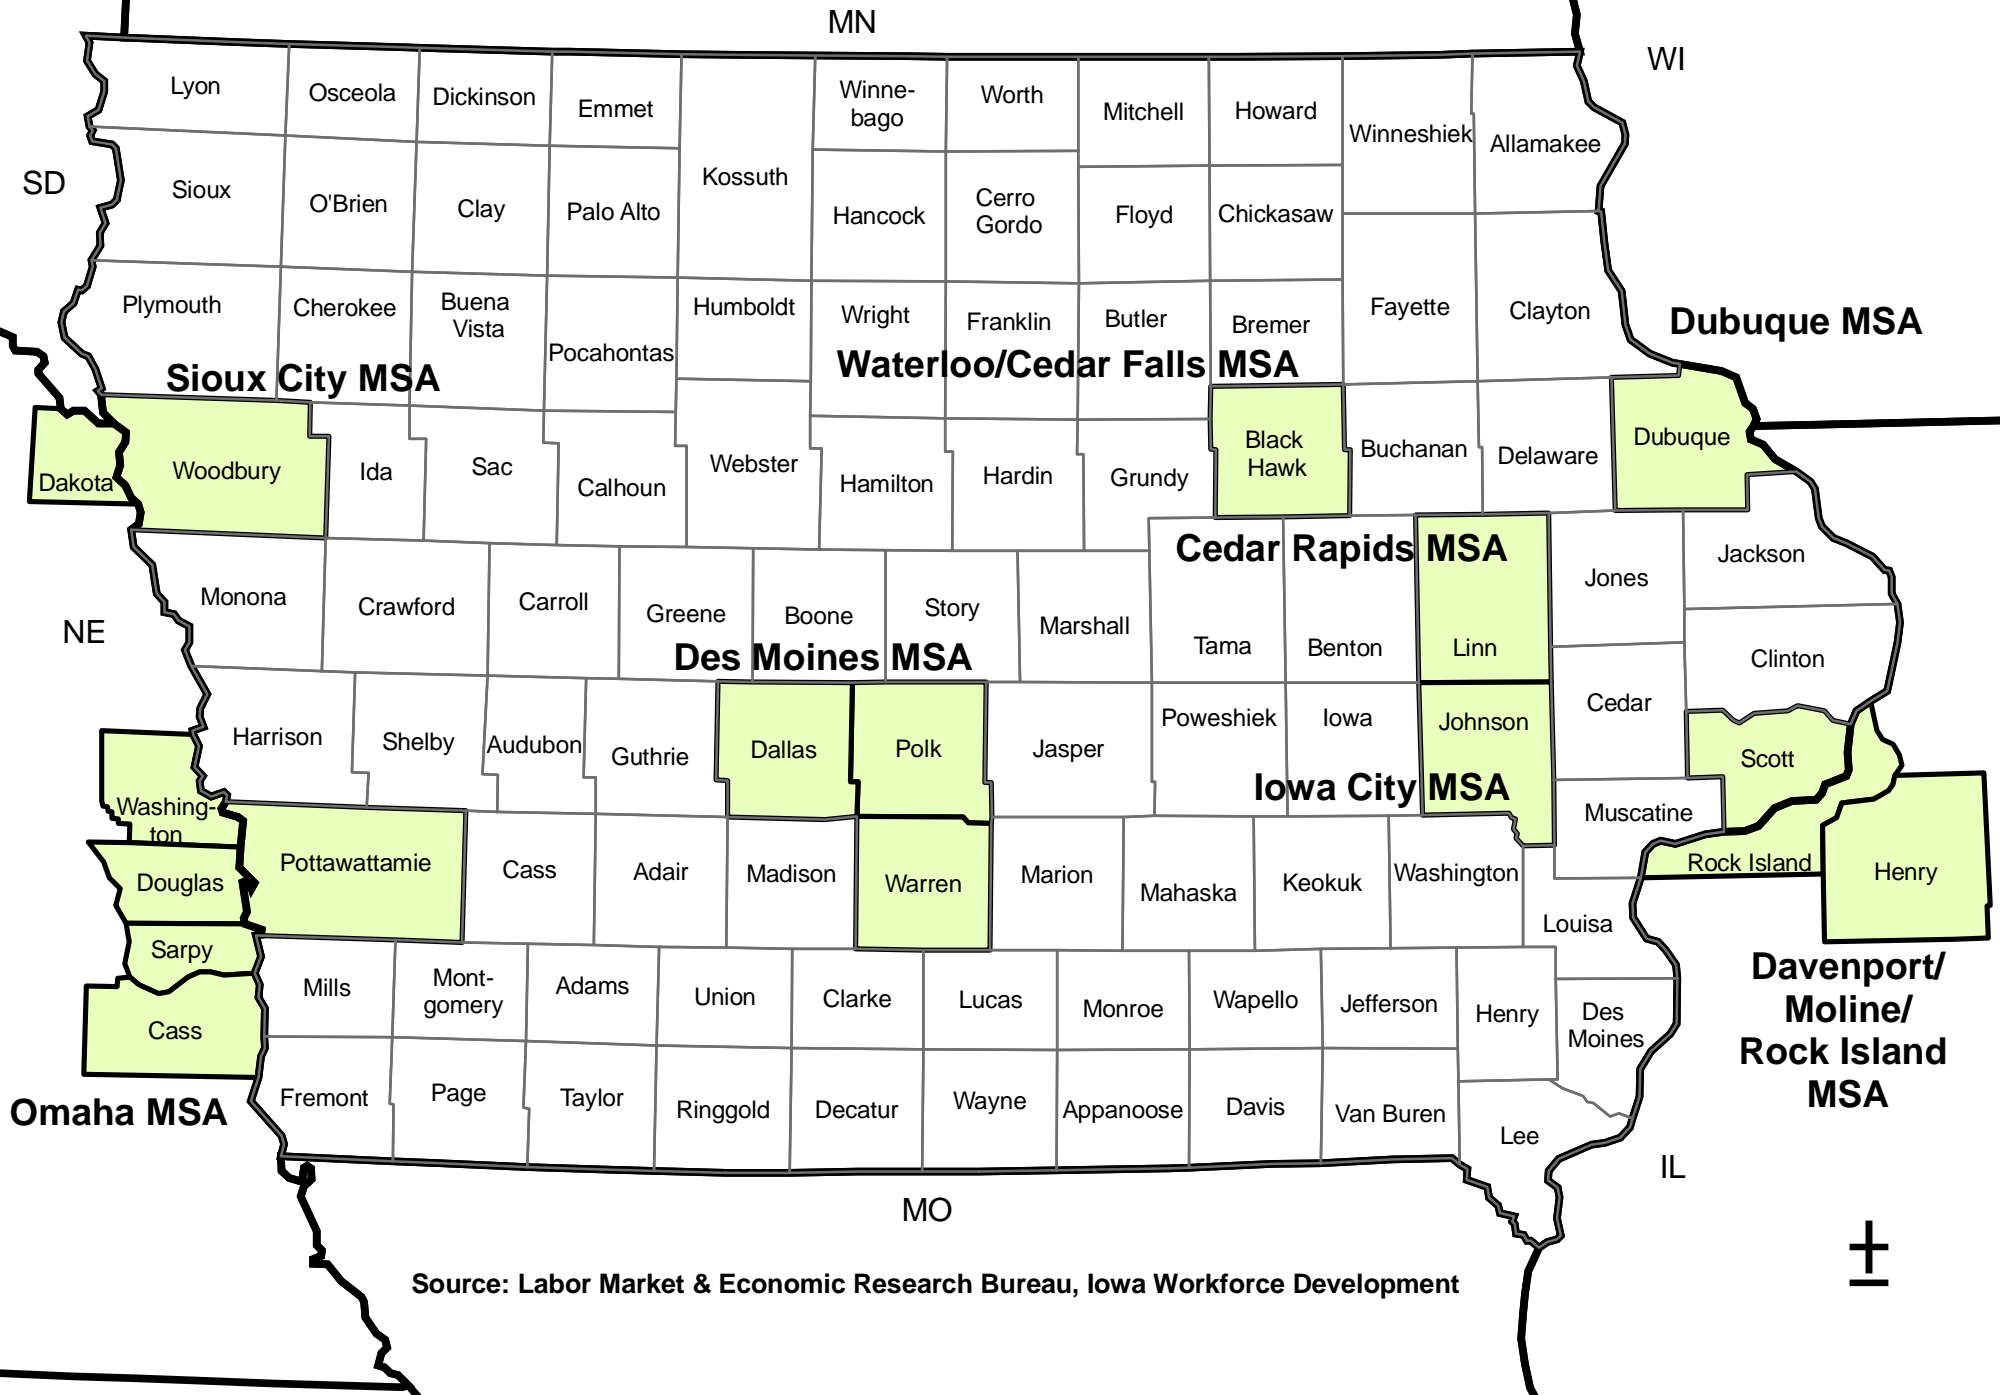 MN
WI
Lyon
Osceola
Dickinson
Emmet
Winne-
bago
Worth
Mitchell
Howard
Winneshiek
Allamakee
SD
Sioux
O'Brien
Clay
Palo Alto
Kossuth
Hancock
Cerro
Gordo
Floyd
Chickasaw
Plymouth
Cherokee
Buena
Vista
Pocahontas
Humboldt
Wright
Franklin
Butler
Bremer
Fayette
Clayton
Dubuque MSA
Sioux City MSA
Waterloo/Cedar Falls MSA
Dakota
Woodbury
Ida
Sac
Calhoun
Webster
Hamilton
Hardin
Grundy
Black
Hawk
Buchanan
Delaware
Dubuque
Cedar Rapids MSA
NE
Monona
Crawford
Carroll
Greene
Boone
Story
Marshall
Tama
Benton
Linn
Jones
Jackson
Clinton
Des Moines MSA
Harrison
Shelby
Audubon
Guthrie
Dallas
Polk
Jasper
Poweshiek
Iowa
Johnson
Cedar
Scott
Iowa City MSA
Washing-
ton
Douglas
Sarpy
Cass
Omaha MSA
Pottawattamie
Cass
Adair
Madison
Warren
Marion
Mahaska
Keokuk
Washington
Muscatine
Louisa
Rock Island
Henry
Davenport/
Moline/
Rock Island
MSA
Mills
Mont-
gomery
Adams
Union
Clarke
Lucas
Monroe
Wapello
Jefferson
Henry
Des
Moines
Fremont
Page
Taylor
Ringgold
Decatur
Wayne
Appanoose
Davis
Van Buren
Lee
IL
MO
±
Source: Labor Market & Economic Research Bureau, Iowa Workforce Development